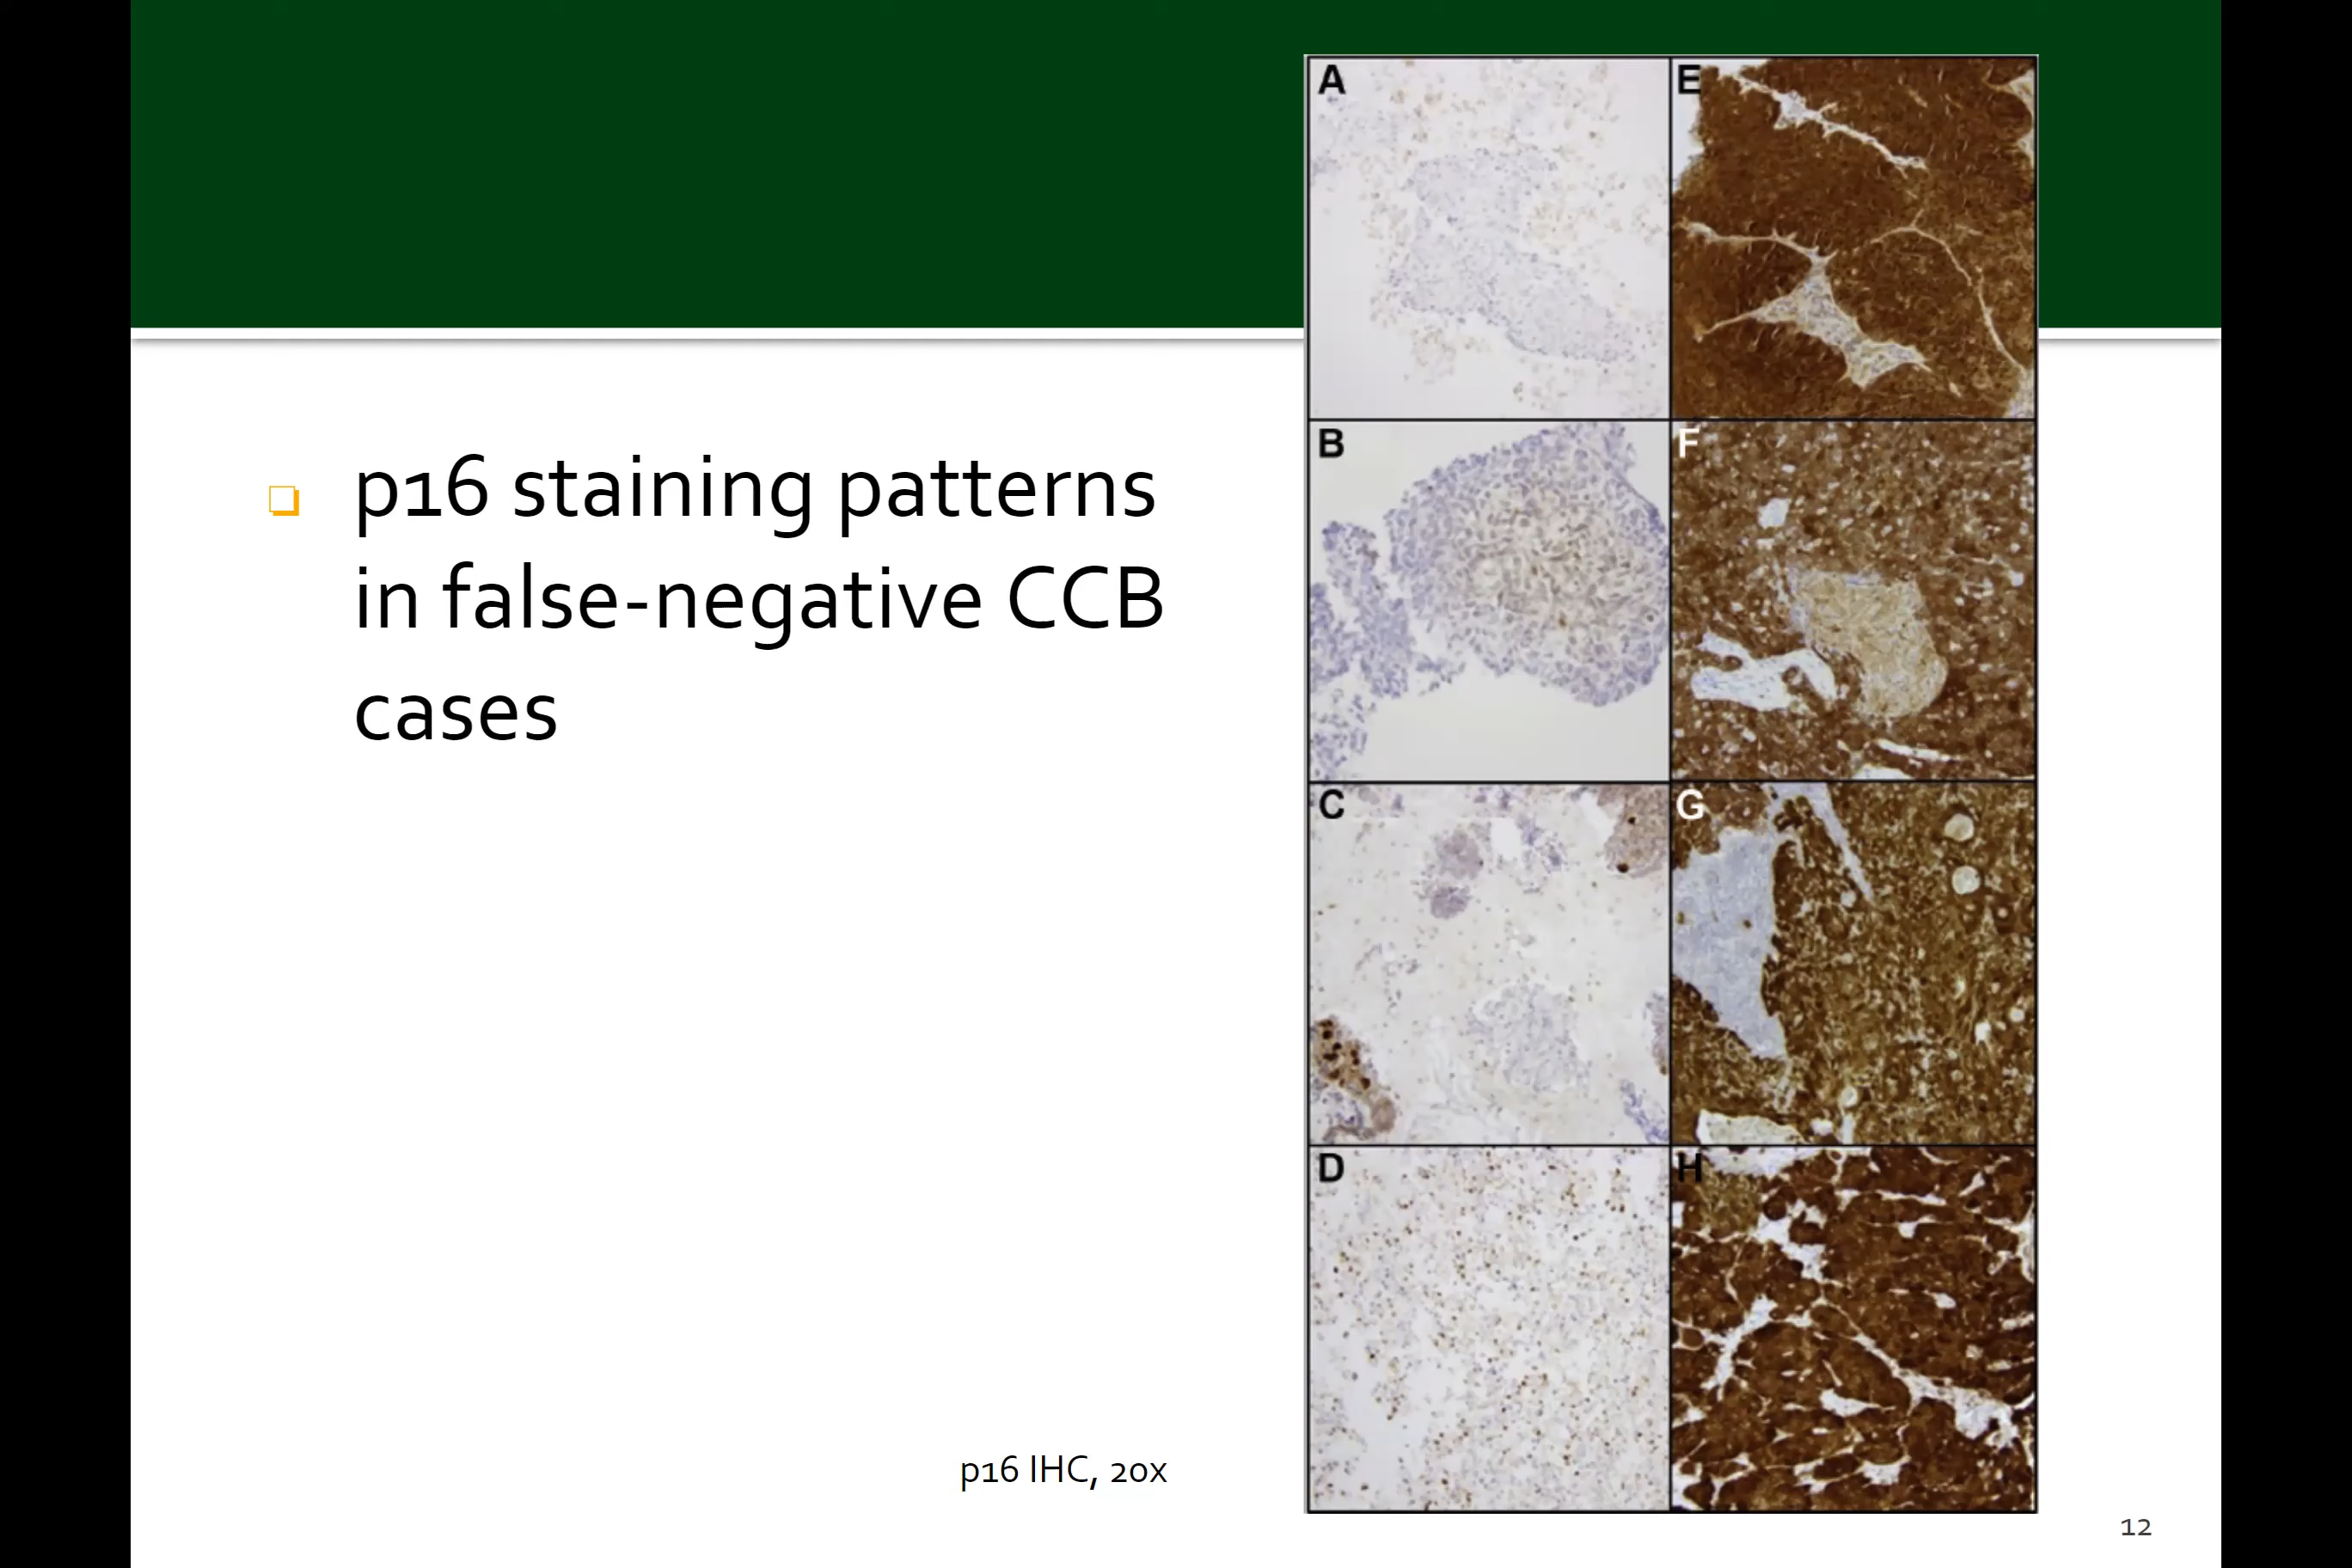 p16 staining patterns
in false-negative CCB
cases
p16 IHC, 20x
A
E
B
F
C
G
D
H
12